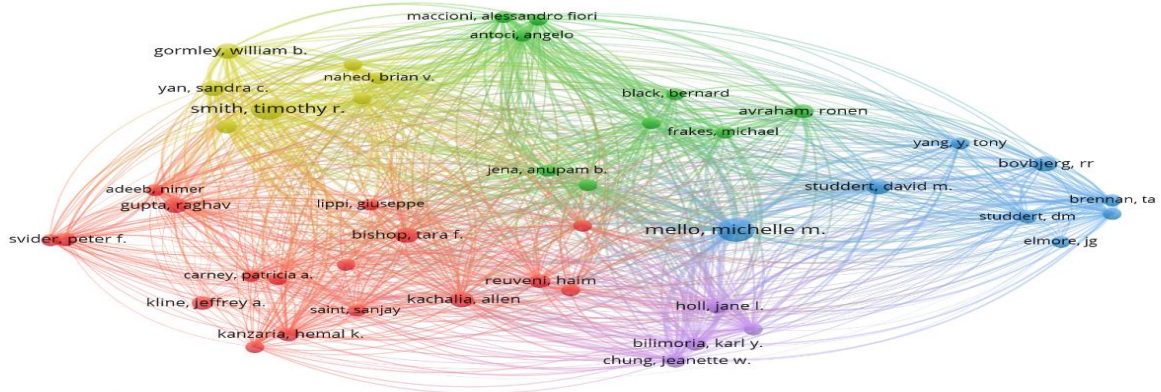 maccioni, alessandro fiori
antoci, angelo
gormley, william b.
nahed, brian v.
yan, sandra c.
smith, timothy r.
black, bernard
avraham, ronen
frakes, michael
yang, y. tony
bovbjerg, rr
jena, anupam b.
studdert, david m.
adeeb, nimer
gupta, raghav
lippi, giuseppe
brennan, ta
studdert, dm
mello, michelle m.
bishop, tara f.
svider, peter f.
elmore, jg
carney, patricia a.
reuveni, haim
kline, jeffrey a.
kachalia, allen
saint, sanjay
holl, jane l.
kanzaria, hemal k.
bilimoria, karl y.
chung, jeanette w.